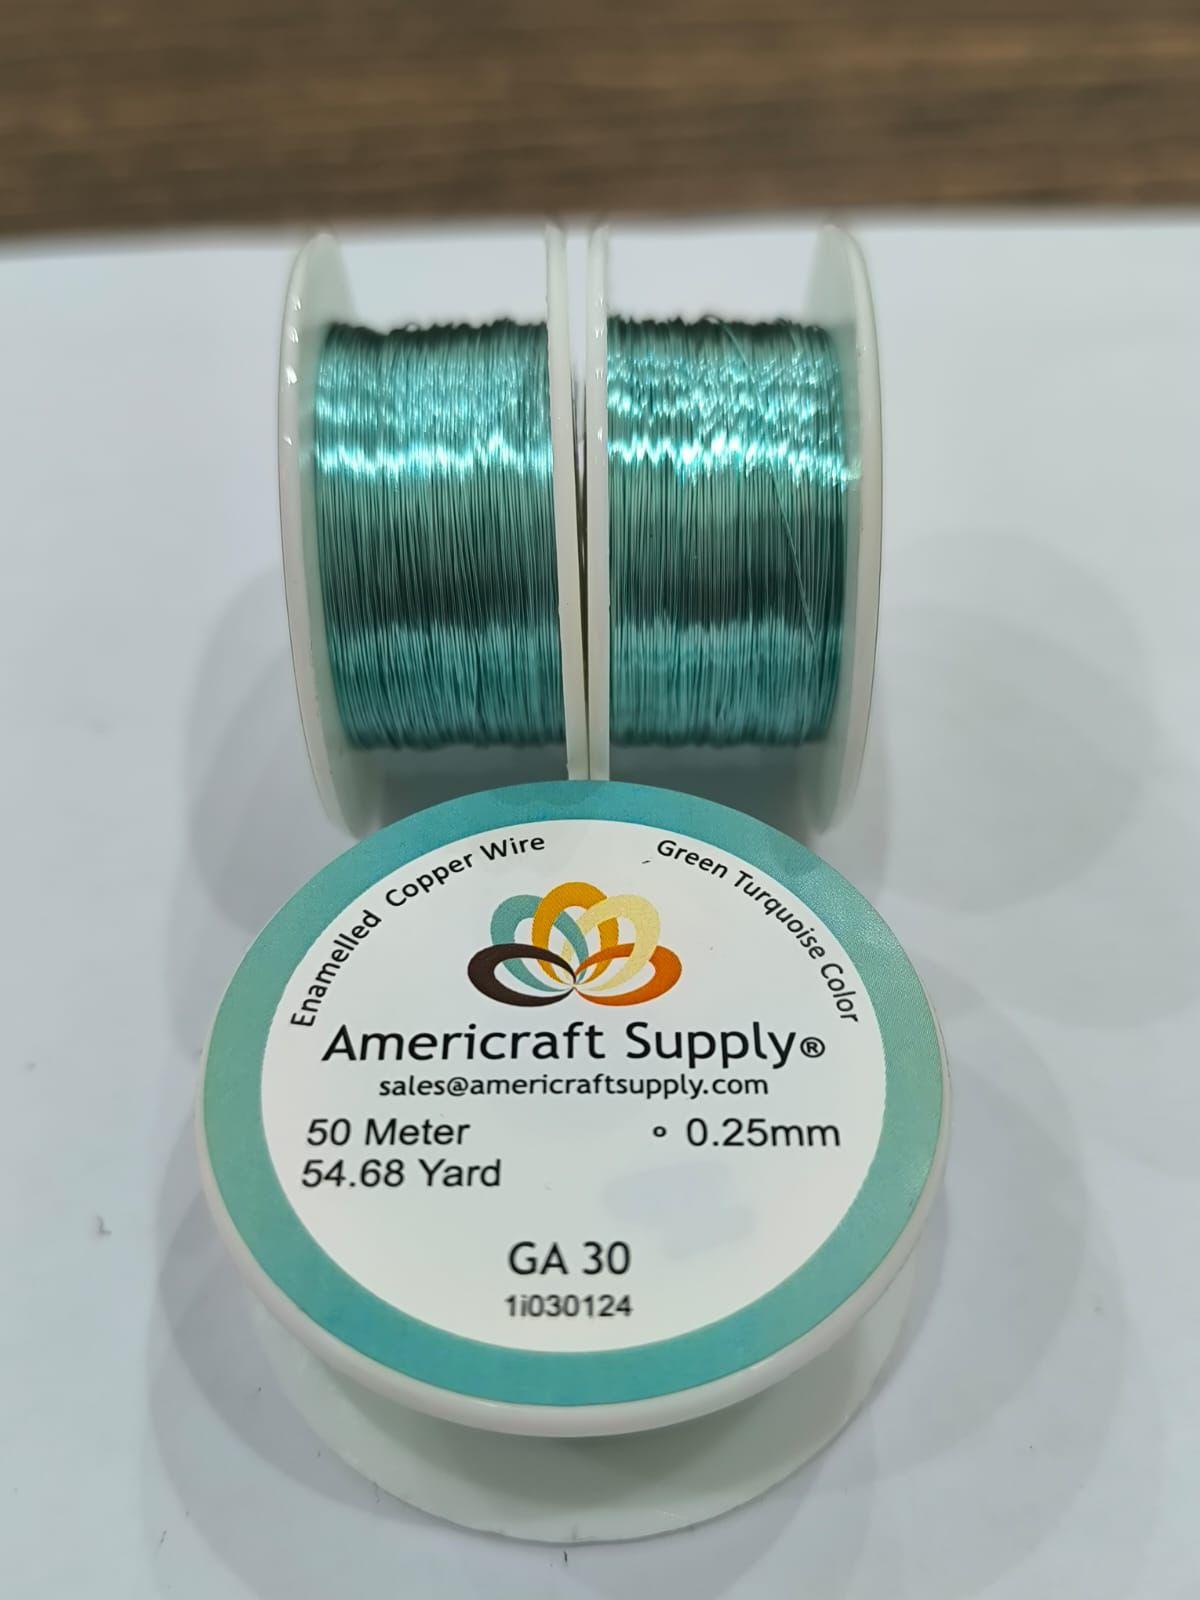 Enamelled Copper Wire
Green Turquoise Color
Americraft Supply®
sales@americraftsupply.com
50 Meter
54.68 Yard
° 0.25mm
GA 30
1i030124